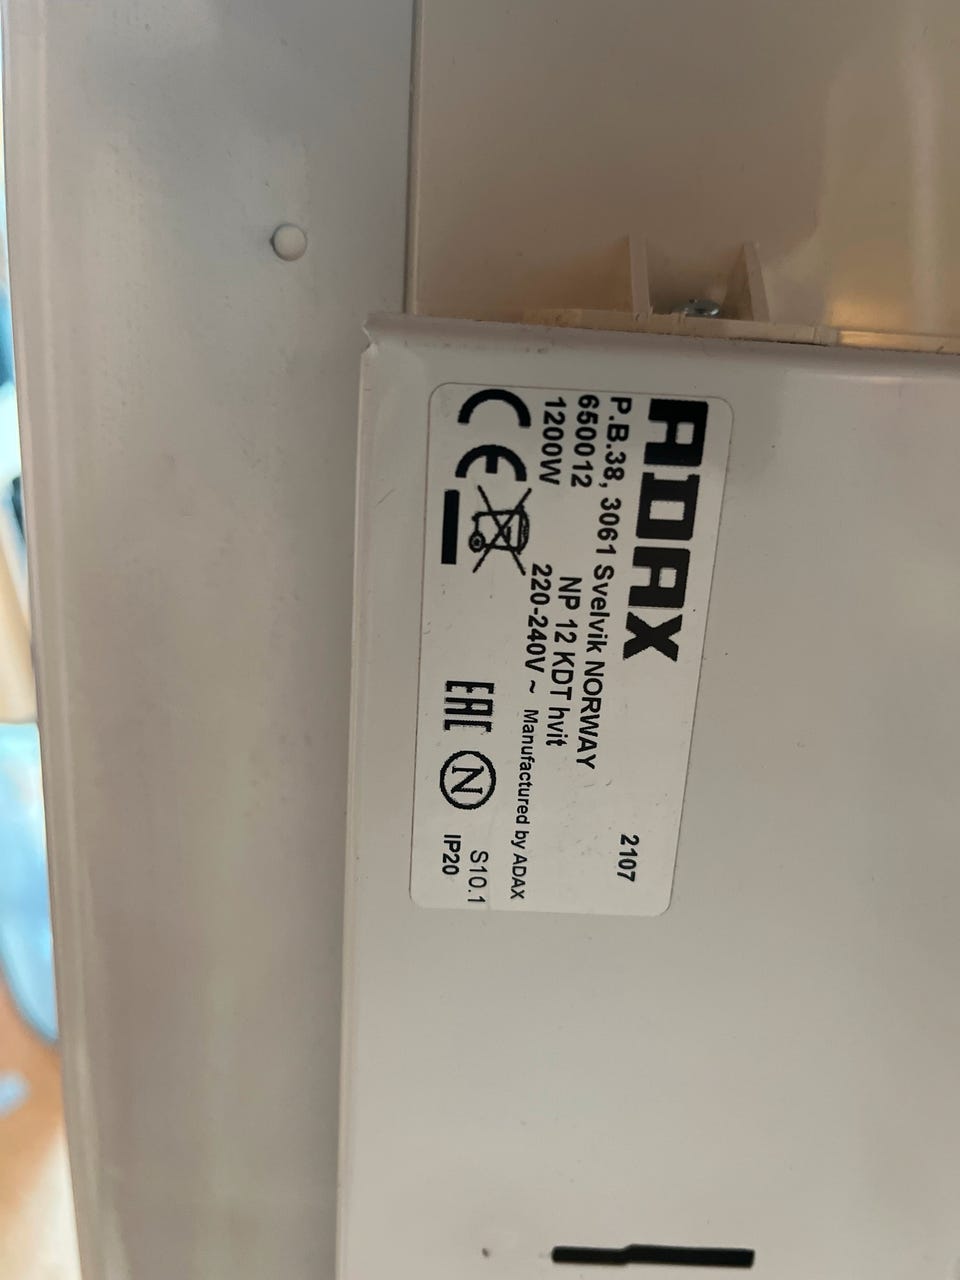 ADAX
2107
P.B.38, 3061 Svelvik NORWAY
650012 NP 12 KDT hvit
1200W 220-240V ~ Manufactured by ADAX
CE EAC N S10.1
IP20